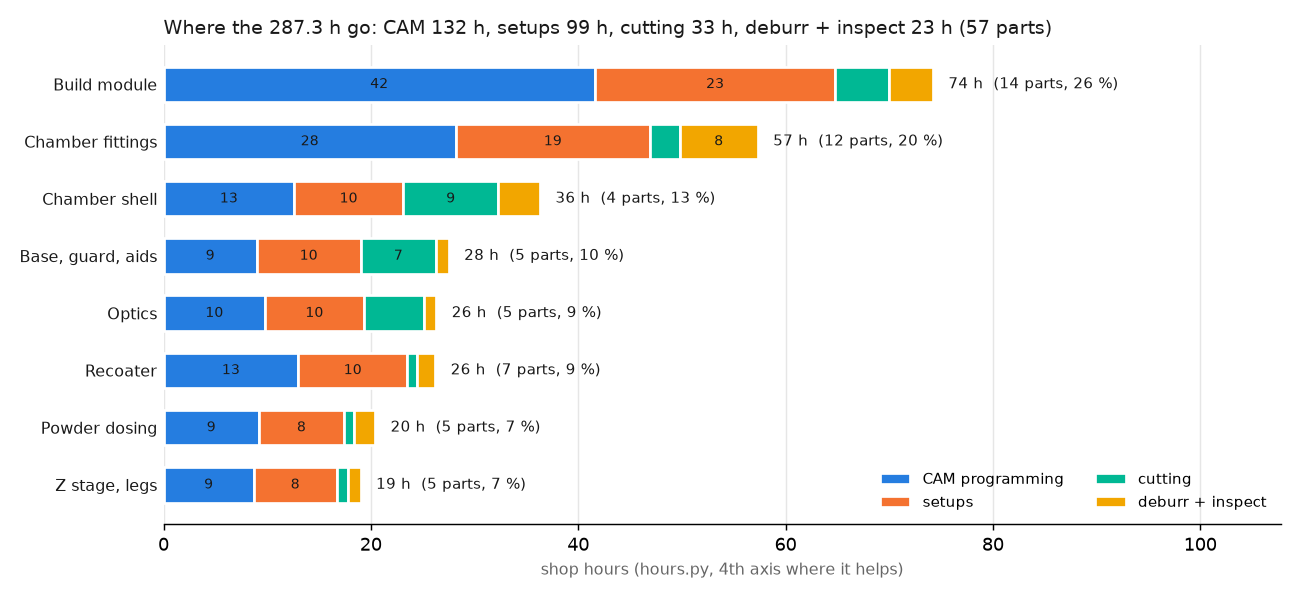 Where the 287.3 h go: CAM 132 h, setups 99 h, cutting 33 h, deburr + inspect 23 h (57 parts)
Build module 42 23 74 h (14 parts, 26 %)
Chamber fittings 28 19 8 57 h (12 parts, 20 %)
Chamber shell 13 10 9 36 h (4 parts, 13 %)
Base, guard, aids 9 10 7 28 h (5 parts, 10 %)
Optics 10 10 26 h (5 parts, 9 %)
Recoater 13 10 26 h (7 parts, 9 %)
Powder dosing 9 8 20 h (5 parts, 7 %)
Z stage, legs 9 8 19 h (5 parts, 7 %)
CAM programming cutting
setups deburr + inspect
0 20 40 60 80 100
shop hours (hours.py, 4th axis where it helps)